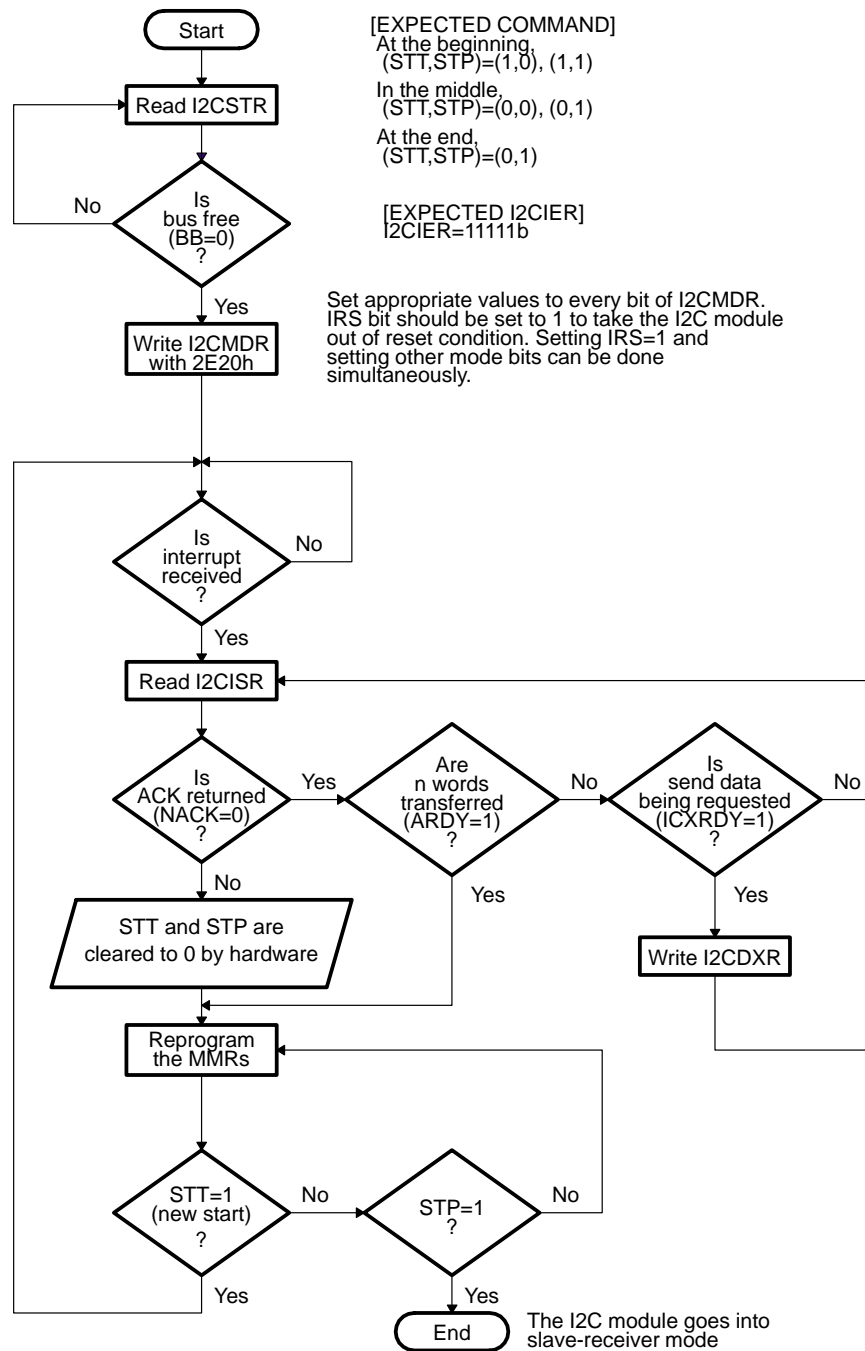 Start
[EXPECTED COMMAND]
At the beginning,
(STT,STP)=(1,0), (1,1)
In the middle,
(STT,STP)=(0,0), (0,1)
At the end,
(STT,STP)=(0,1)
Read I2CSTR
No
Is
bus free
(BB=0)
?
[EXPECTED I2CIER]
I2CIER=11111b
Yes
Write I2CMDR
with 2E20h
Set appropriate values to every bit of I2CMDR.
IRS bit should be set to 1 to take the I2C module
out of reset condition. Setting IRS=1 and
setting other mode bits can be done
simultaneously.
Is
interrupt
received
?
No
Yes
Read I2CISR
Is
ACK returned
(NACK=0)
?
Yes
Are
n words
transferred
(ARDY=1)
?
No
Is
send data
being requested
(ICXRDY=1)
?
No
No
Yes
Yes
STT and STP are
cleared to 0 by hardware
Write I2CDXR
Reprogram
the MMRs
STT=1
(new start)
?
No
STP=1
?
No
Yes
Yes
End
The I2C module goes into
slave-receiver mode